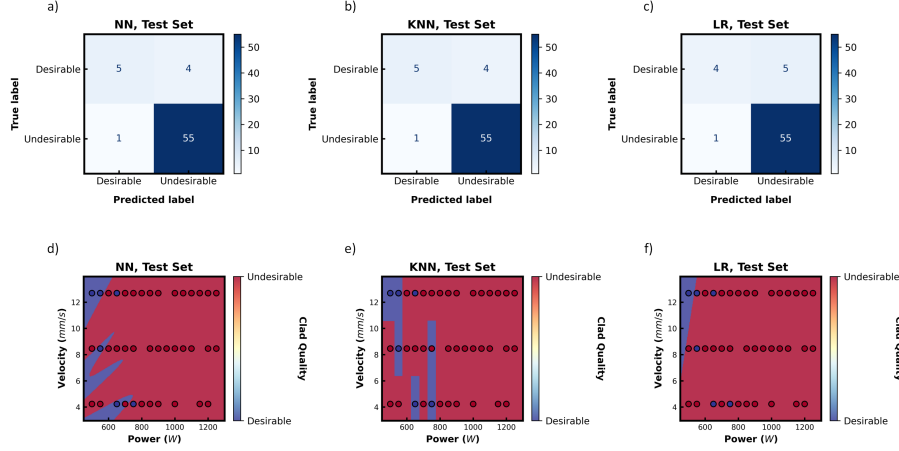 a)
NN, Test Set
True label
Desirable
Undesirable
5
4
1
55
Desirable
Undesirable
Predicted label
50
40
30
20
10
b)
KNN, Test Set
True label
Desirable
Undesirable
5
4
1
55
Desirable
Undesirable
Predicted label
50
40
30
20
10
c)
LR, Test Set
True label
Desirable
Undesirable
4
5
1
55
Desirable
Undesirable
Predicted label
50
40
30
20
10
d)
NN, Test Set
Velocity (mm/s)
12
10
8
6
4
600
800
1000
1200
Power (W)
Undesirable
Desirable
Clad Quality
e)
KNN, Test Set
Velocity (mm/s)
12
10
8
6
4
600
800
1000
1200
Power (W)
Undesirable
Desirable
Clad Quality
f)
LR, Test Set
Velocity (mm/s)
12
10
8
6
4
600
800
1000
1200
Power (W)
Undesirable
Desirable
Clad Quality